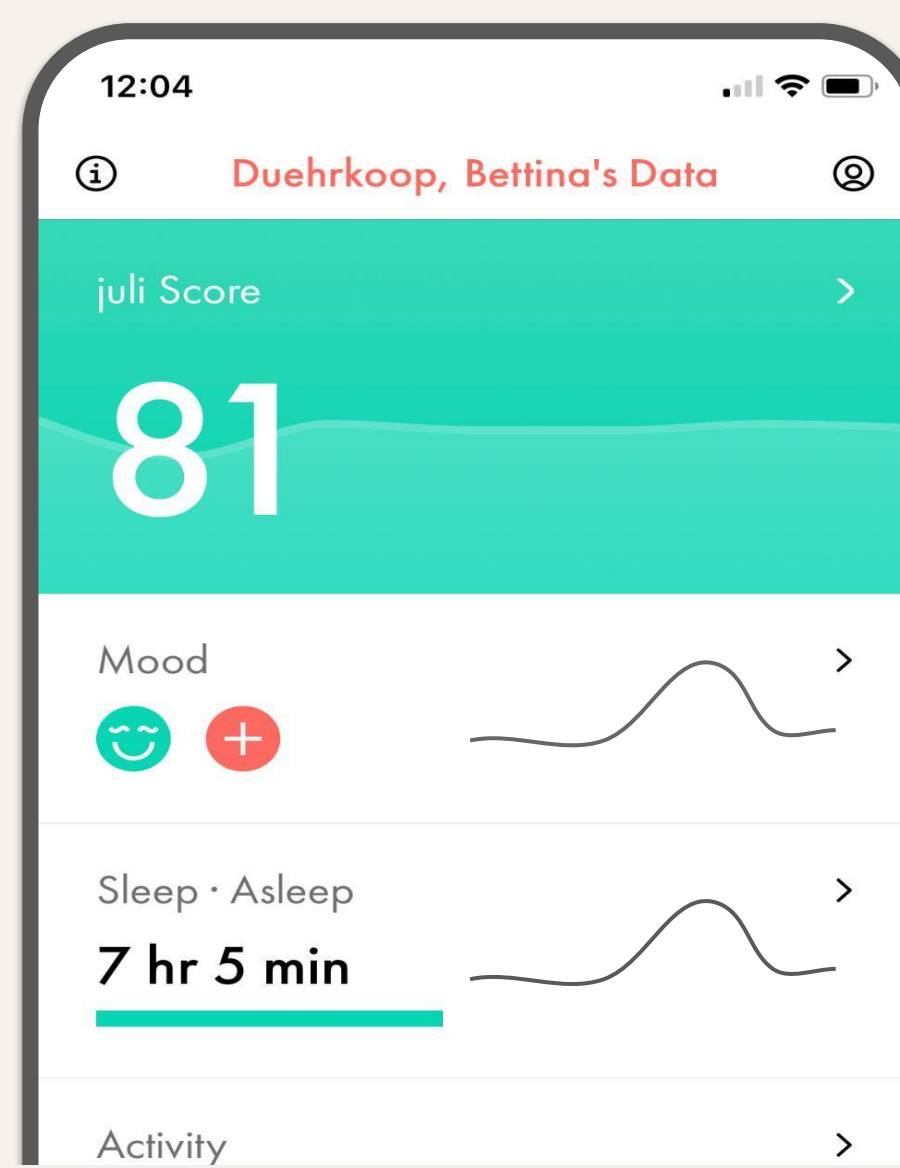 12:04
Duehrkoop, Bettina's Data
juli Score
81
Mood
Sleep · Asleep
7 hr 5 min
Activity